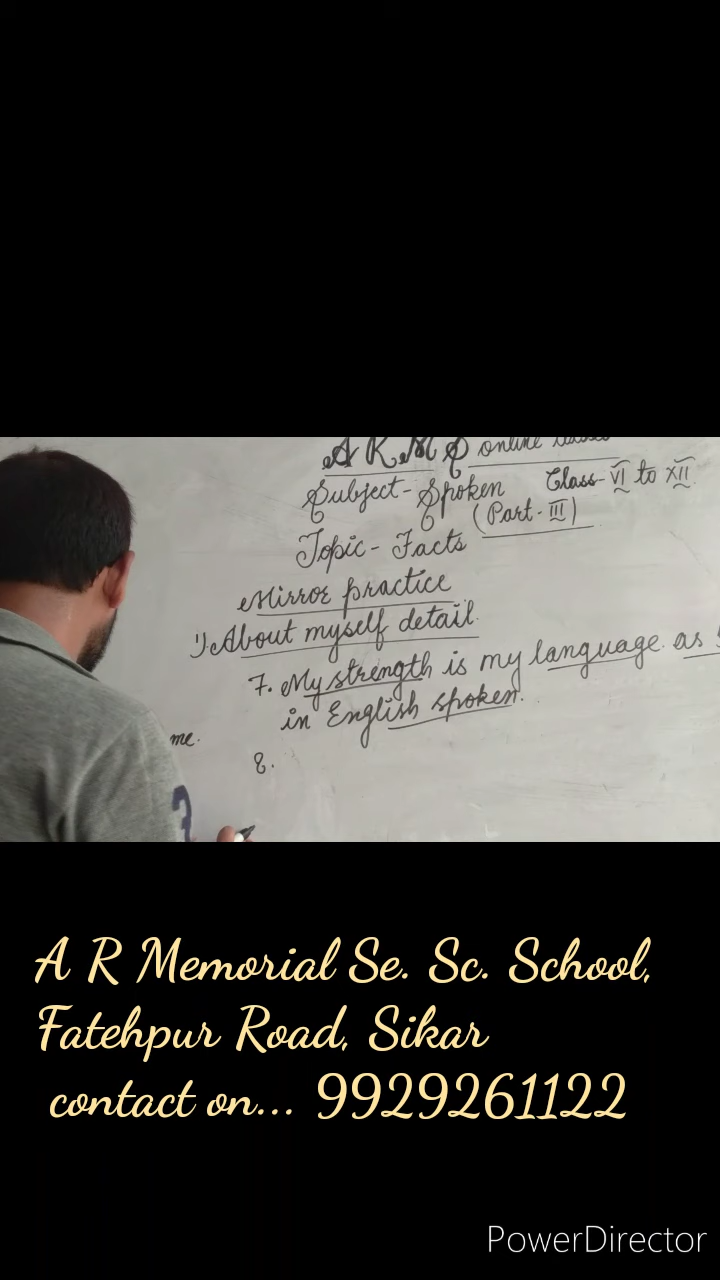 A R M S online classes
Subject - Spoken Class - VI to XII
(Part - III)
Topic - Facts
Mirror practice
1) About myself detail.
7. My strength is my language as
in English spoken.
me.
8.
A R Memorial Se. Sc. School,
Fatehpur Road, Sikar
contact on... 9929261122
PowerDirector